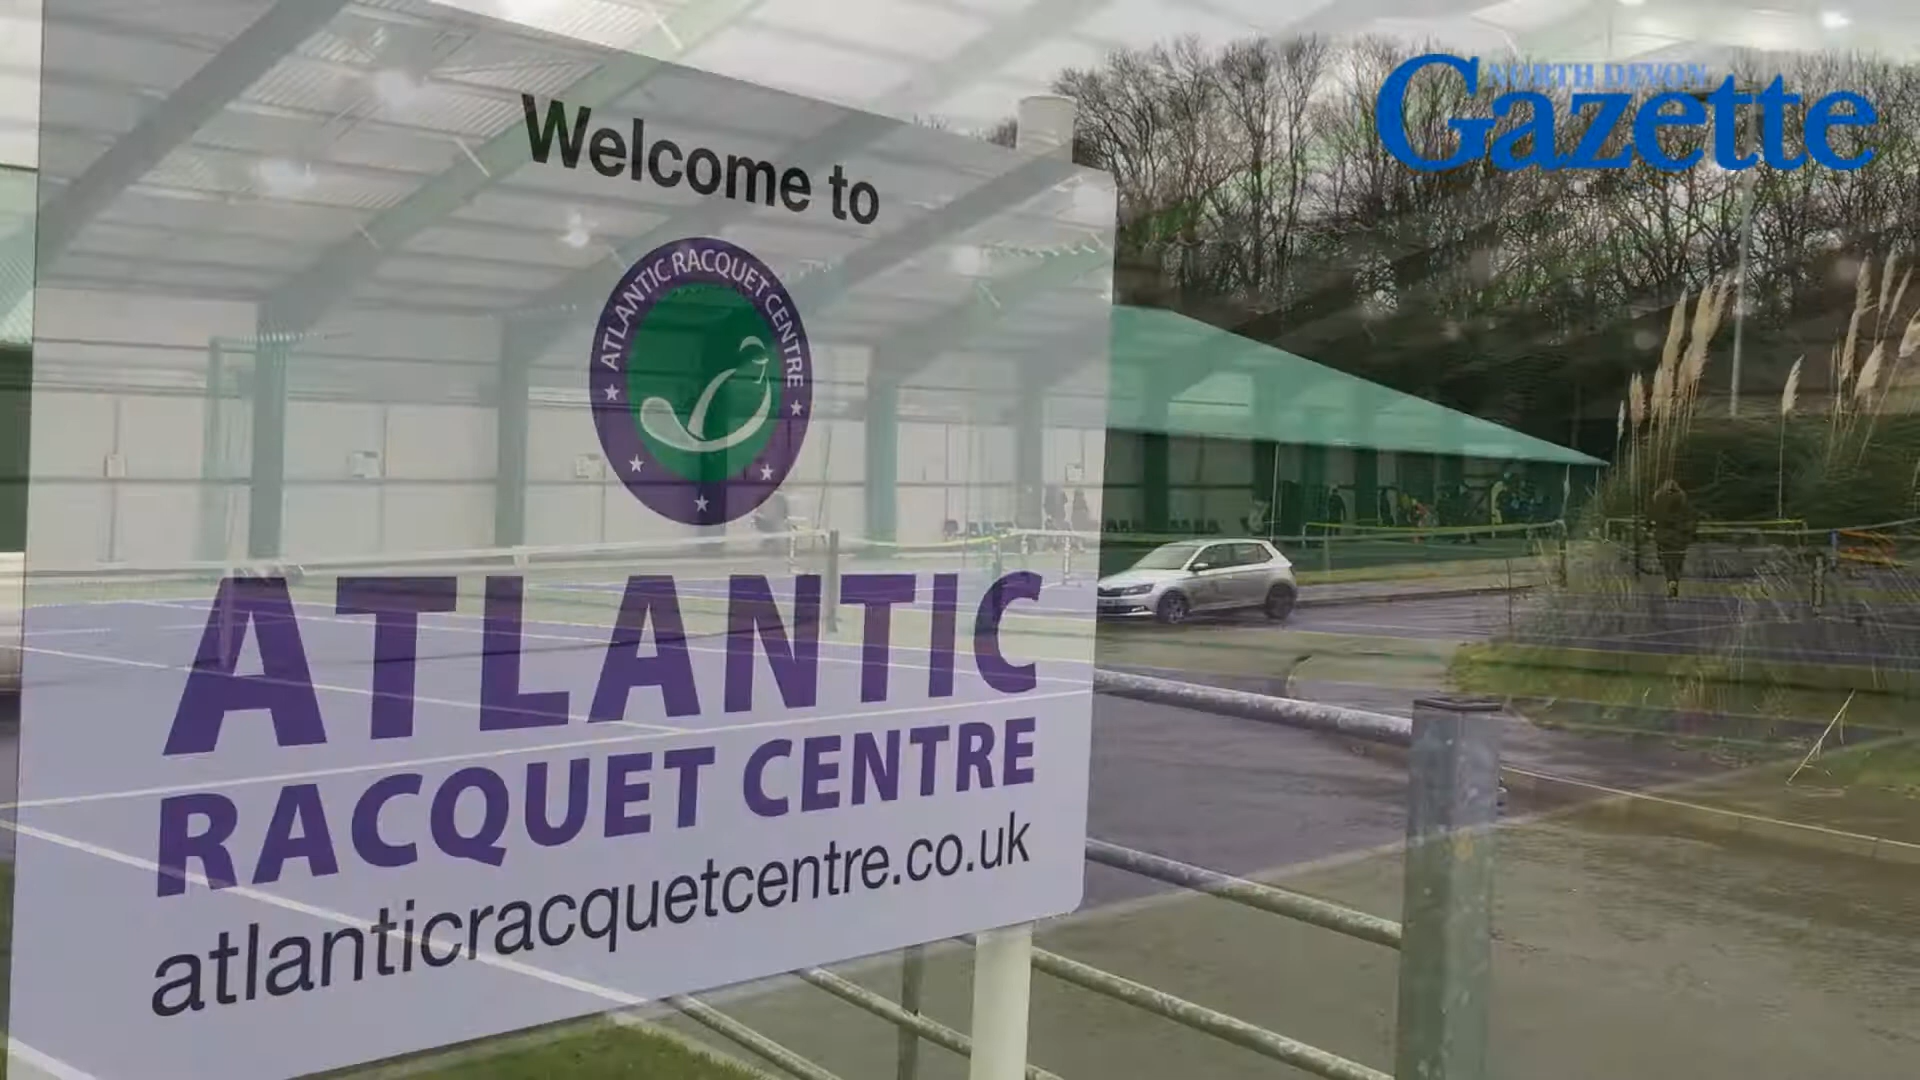 NORTH DEVON
Gazette
Welcome to
ATLANTIC RACQUET CENTRE
ATLANTIC
RACQUET CENTRE
atlanticracquetcentre.co.uk